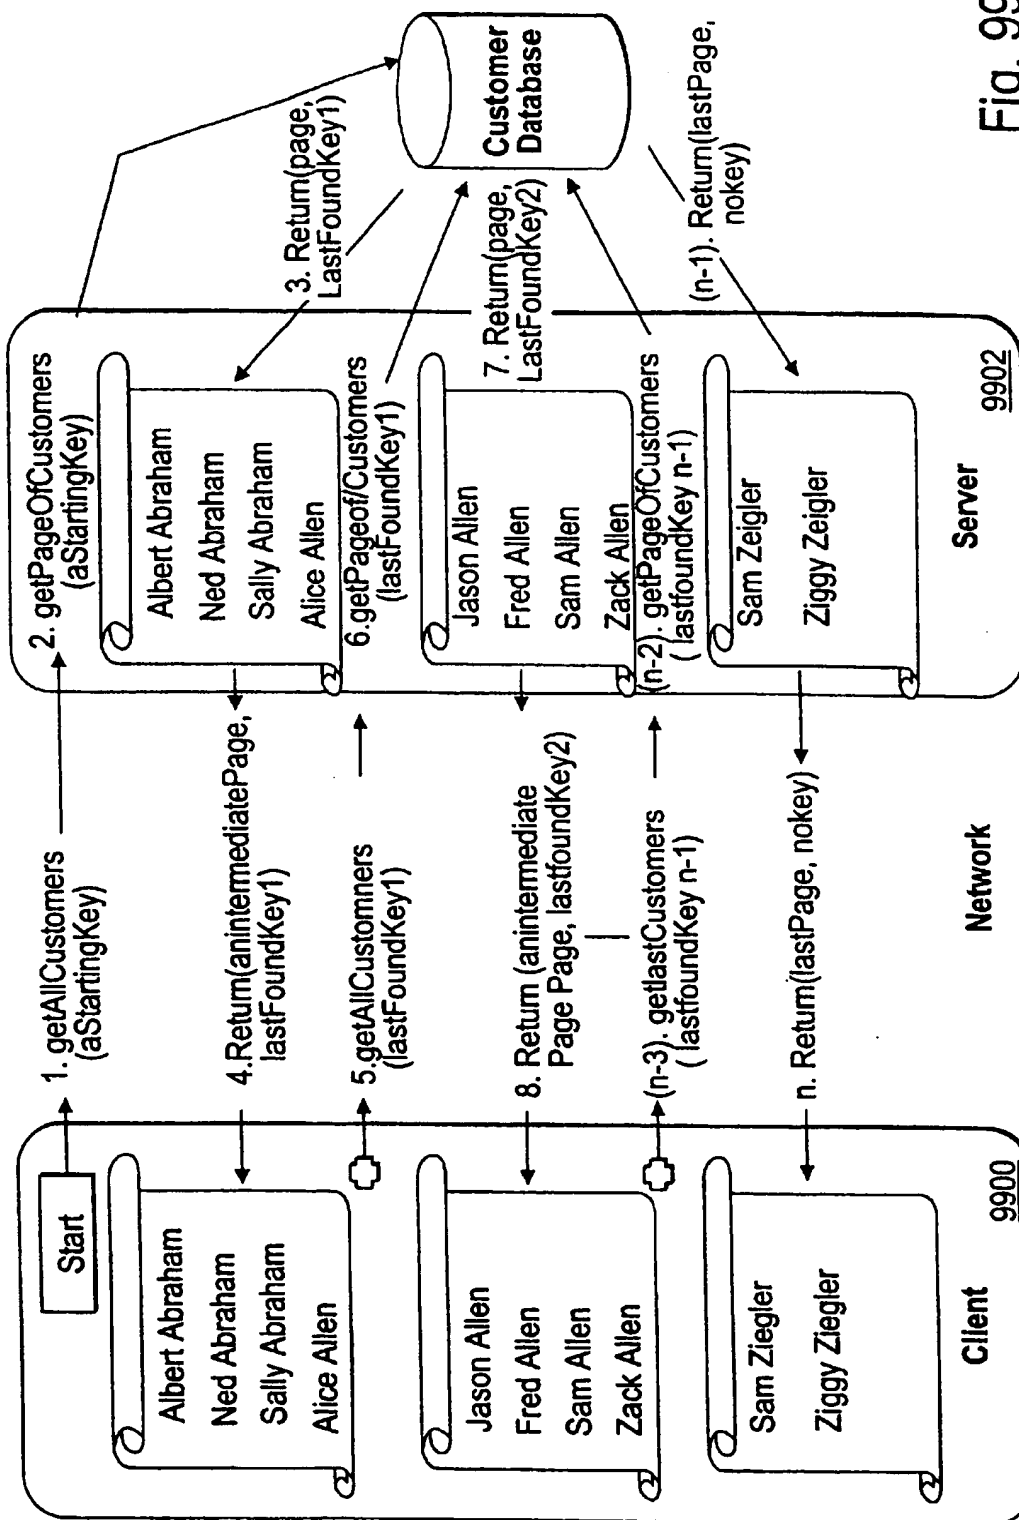 Start
1. getAllCustomers
(aStartingKey)
2. getPageOfCustomers
(aStartingKey)
Albert Abraham
Ned Abraham
Sally Abraham
Alice Allen
4.Return(anintermediatePage,
lastFoundKey1)
Albert Abraham
Ned Abraham
Sally Abraham
Alice Allen
3. Return(page,
LastFoundKey1)
5.getAllCustomners
(lastFoundKey1)
6.getPageof/Customers
(lastFoundKey1)
Customer
Database
Jason Allen
Fred Allen
Sam Allen
Zack Allen
8. Return (anintermediate
Page Page, lastfoundKey2)
Jason Allen
Fred Allen
Sam Allen
Zack Allen
7. Return(page,
LastFoundKey2)
(n-3). getlastCustomers
( lastfoundKey n-1)
(n-2). getPageOfCustomers
( lastfoundKey n-1)
Sam Ziegler
Ziggy Ziegler
n. Return(lastPage, nokey)
Sam Zeigler
Ziggy Zeigler
(n-1). Return(lastPage,
nokey)
Client
9900
Network
Server
9902
Fig. 99